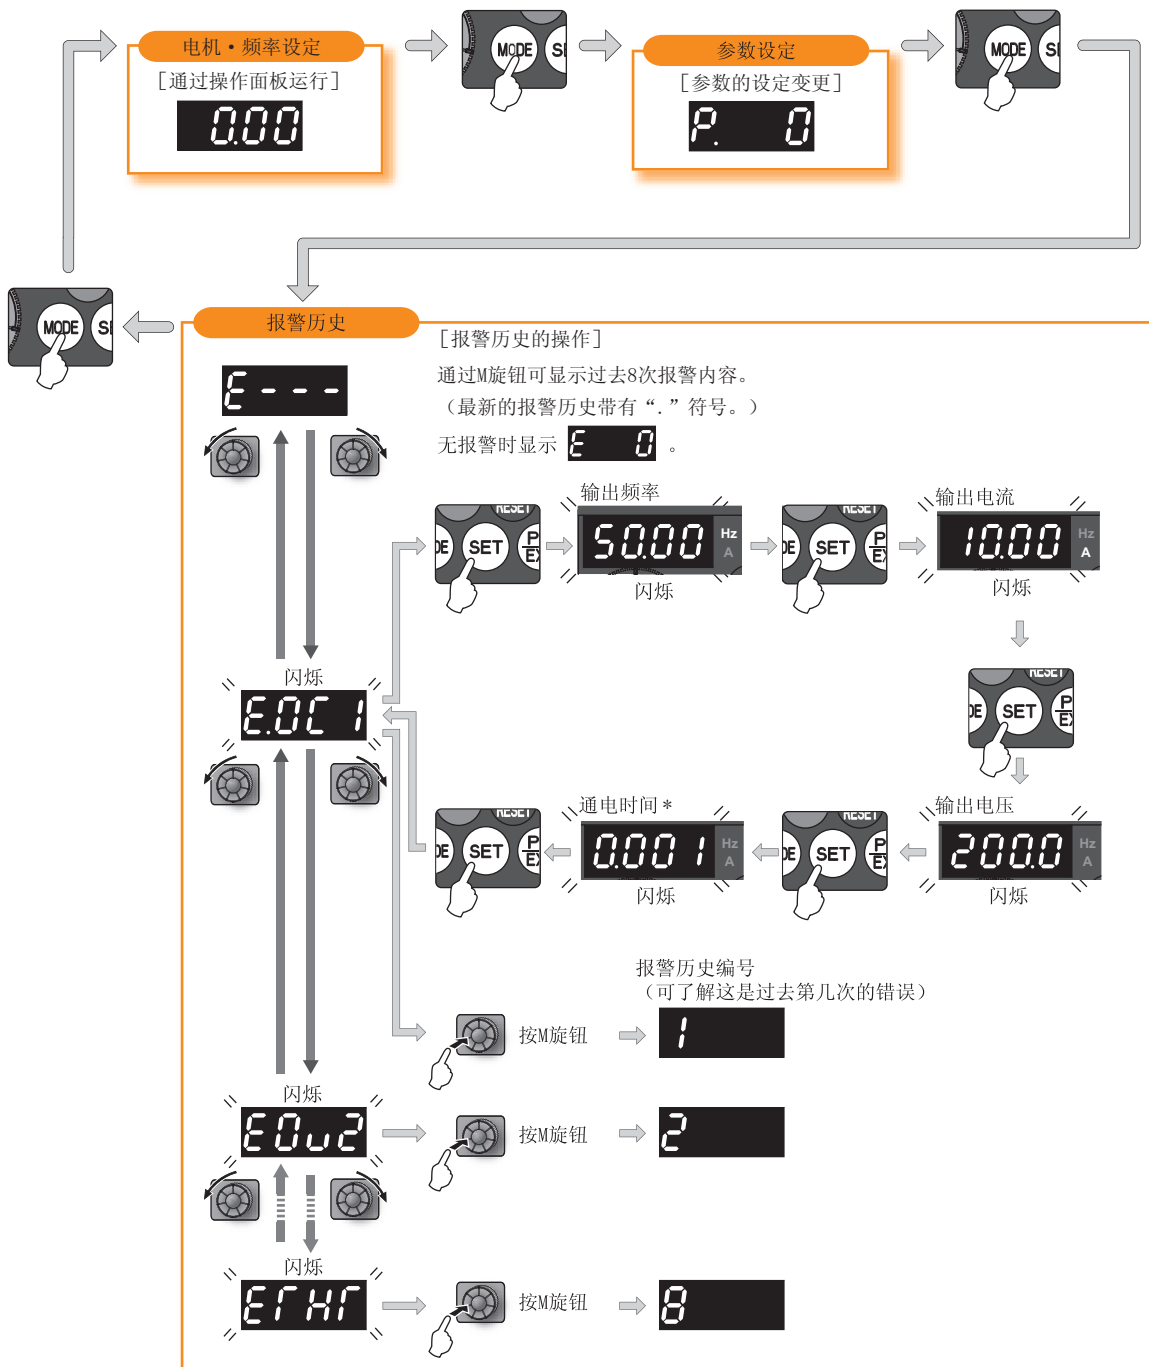 电机·频率设定
[通过操作面板运行]
0.00
MODE
参数设定
[参数的设定变更]
P. 0
MODE
MODE
报警历史
[报警历史的操作]
通过M旋钮可显示过去8次报警内容。
（最新的报警历史带有“.”符号。）
无报警时显示 E 0 。
E---
RESET
SET
输出频率
50.00
Hz
A
闪烁
RESET
SET
输出电流
10.00
Hz
A
闪烁
RESET
SET
闪烁
E.OC1
输出电压
200.0
Hz
A
闪烁
RESET
SET
通电时间*
0.001
Hz
A
闪烁
RESET
SET
报警历史编号
（可了解这是过去第几次的错误）
按M旋钮
1
闪烁
EOv2
按M旋钮
2
闪烁
ETHT
按M旋钮
8